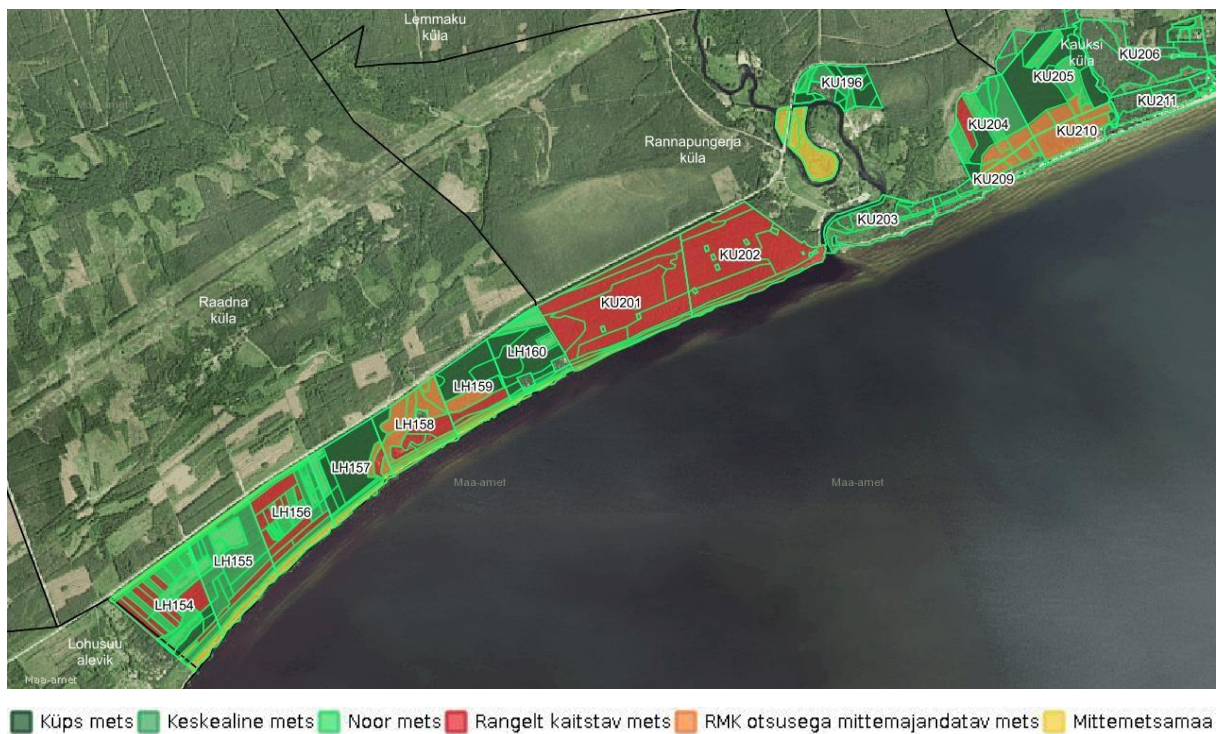 Lemmaku
küla
KU196
Kauksi
küla
KU206
KU205
KU211
KU204
KU210
Rannapungerja
küla
KU209
KU203
KU202
KU201
Raadna
küla
LH160
LH159
LH158
LH157
Maa-amet
Maa-amet
LH156
LH155
LH154
Lohusuu
alevik
Maa-amet
Küps mets Keskealine mets Noor mets Rangelt kaitstav mets RMK otsusega mittemajandatav mets Mittemetsamaa